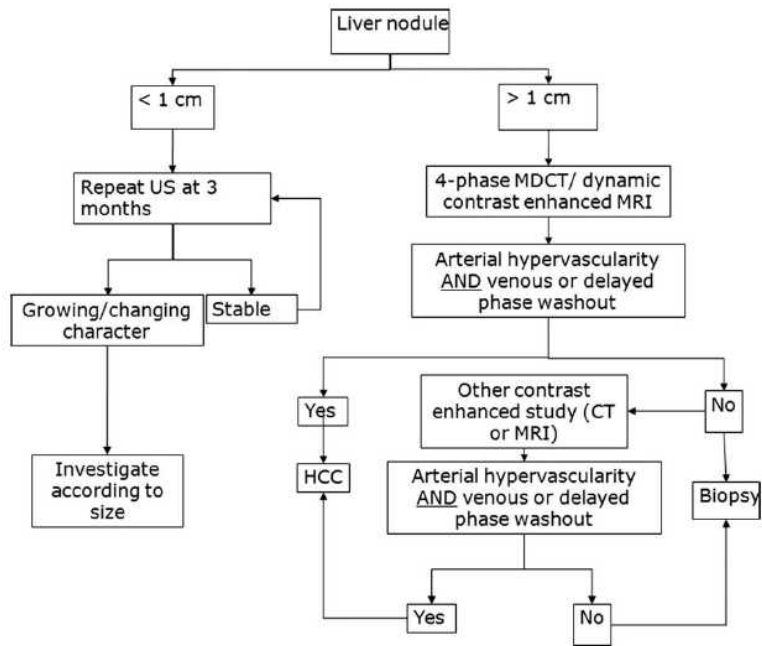 Liver nodule
< 1 cm
> 1 cm
Repeat US at 3
months
4-phase MDCT/ dynamic
contrast enhanced MRI
Arterial hypervascularity
AND venous or delayed
phase washout
Growing/changing
character
Stable
Investigate
according to
size
Yes
No
Other contrast
enhanced study (CT
or MRI)
HCC
Arterial hypervascularity
AND venous or delayed
phase washout
Biopsy
Yes
No